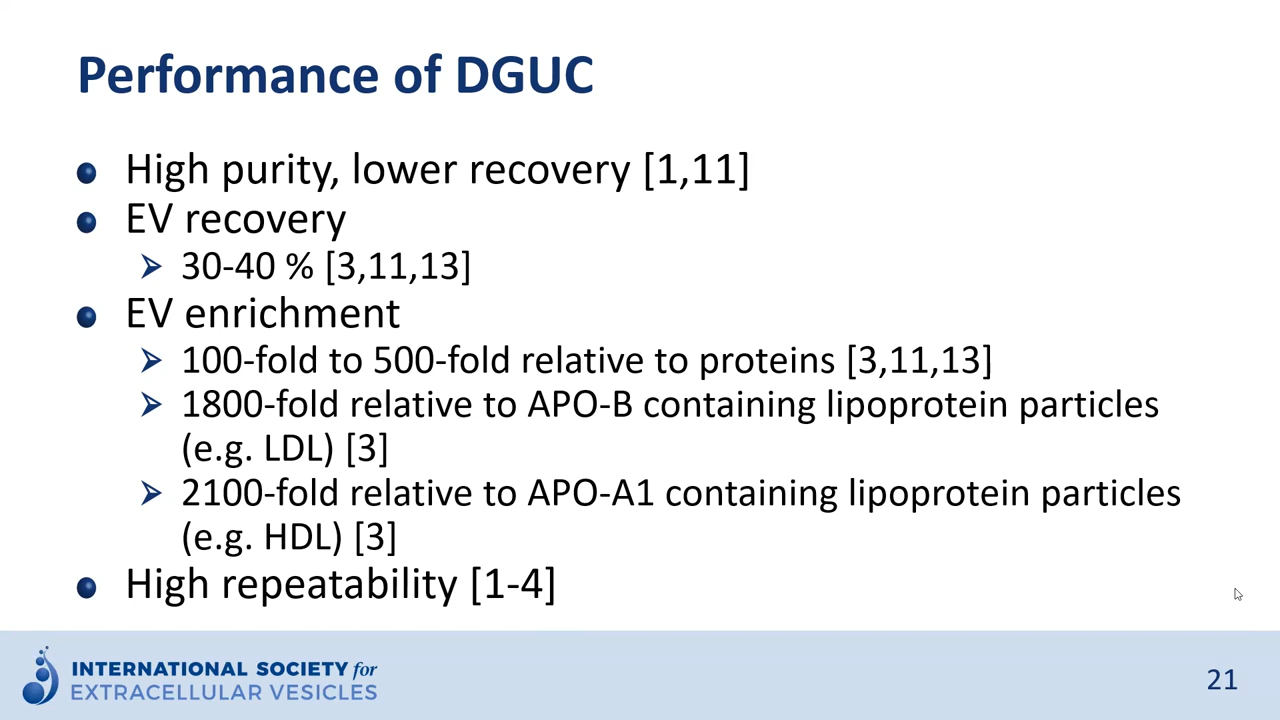 Performance of DGUC
High purity, lower recovery [1,11]
EV recovery
30-40 % [3,11,13]
EV enrichment
100-fold to 500-fold relative to proteins [3,11,13]
1800-fold relative to APO-B containing lipoprotein particles
(e.g. LDL) [3]
2100-fold relative to APO-A1 containing lipoprotein particles
(e.g. HDL) [3]
High repeatability [1-4]
INTERNATIONAL SOCIETY for
EXTRACELLULAR VESICLES
21